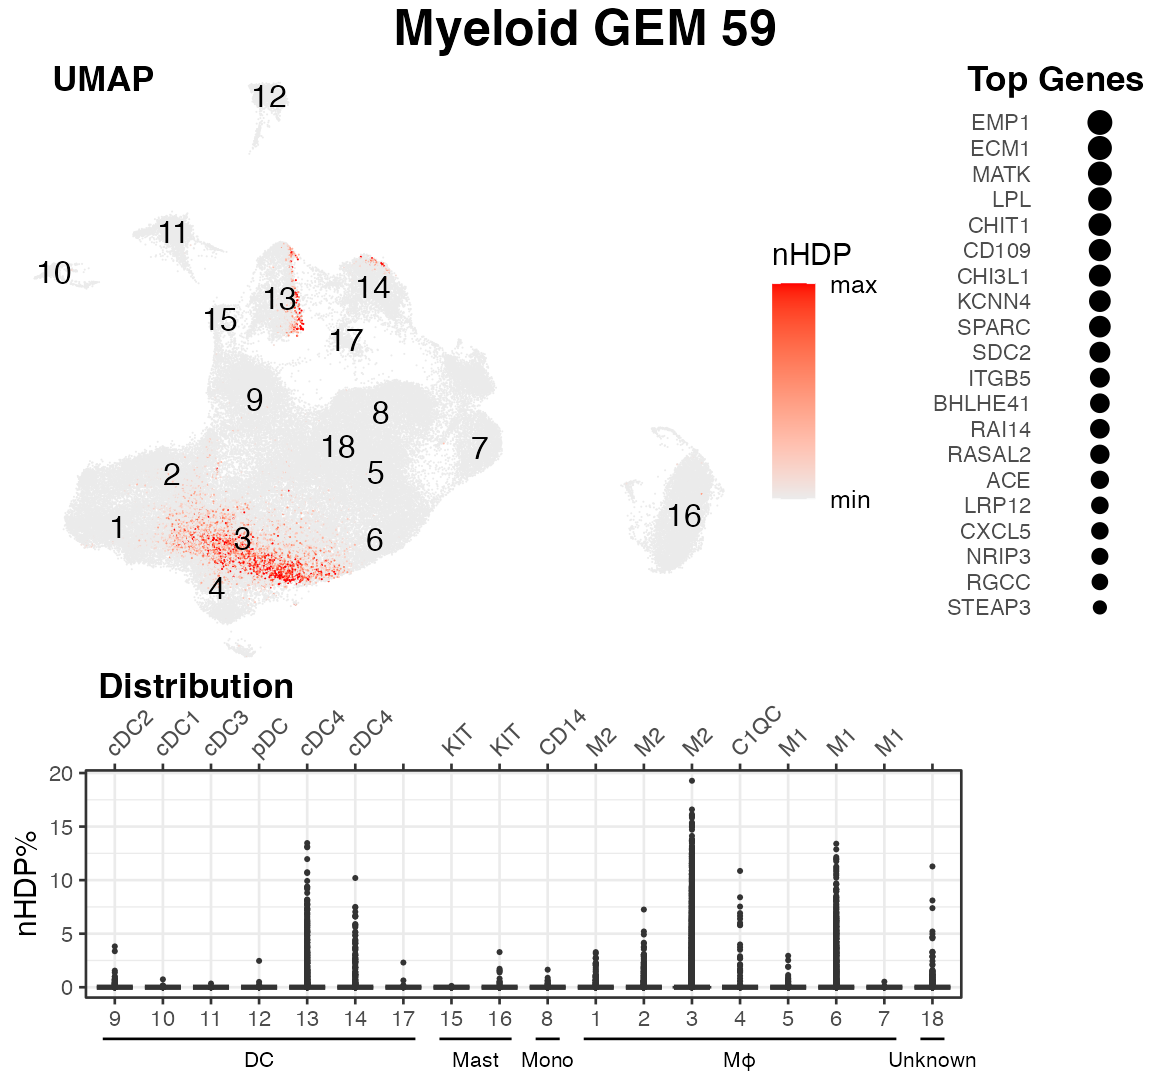 Myeloid GEM 59
UMAP
12
11
10
13
14
15
17
9
8
18
7
2
5
1
3
6
4
16
nHDP
max
min
Top Genes
EMP1
ECM1
MATK
LPL
CHIT1
CD109
CHI3L1
KCNN4
SPARC
SDC2
ITGB5
BHLHE41
RAI14
RASAL2
ACE
LRP12
CXCL5
NRIP3
RGCC
STEAP3
Distribution
cDC2 cDC1 cDC3 pDC cDC4 cDC4 KIT KIT CD14 M2 M2 M2 C1QC M1 M1 M1
20
15
10
5
0
nHDP%
9 10 11 12 13 14 17 15 16 8 1 2 3 4 5 6 7 18
DC Mast Mono Mϕ Unknown